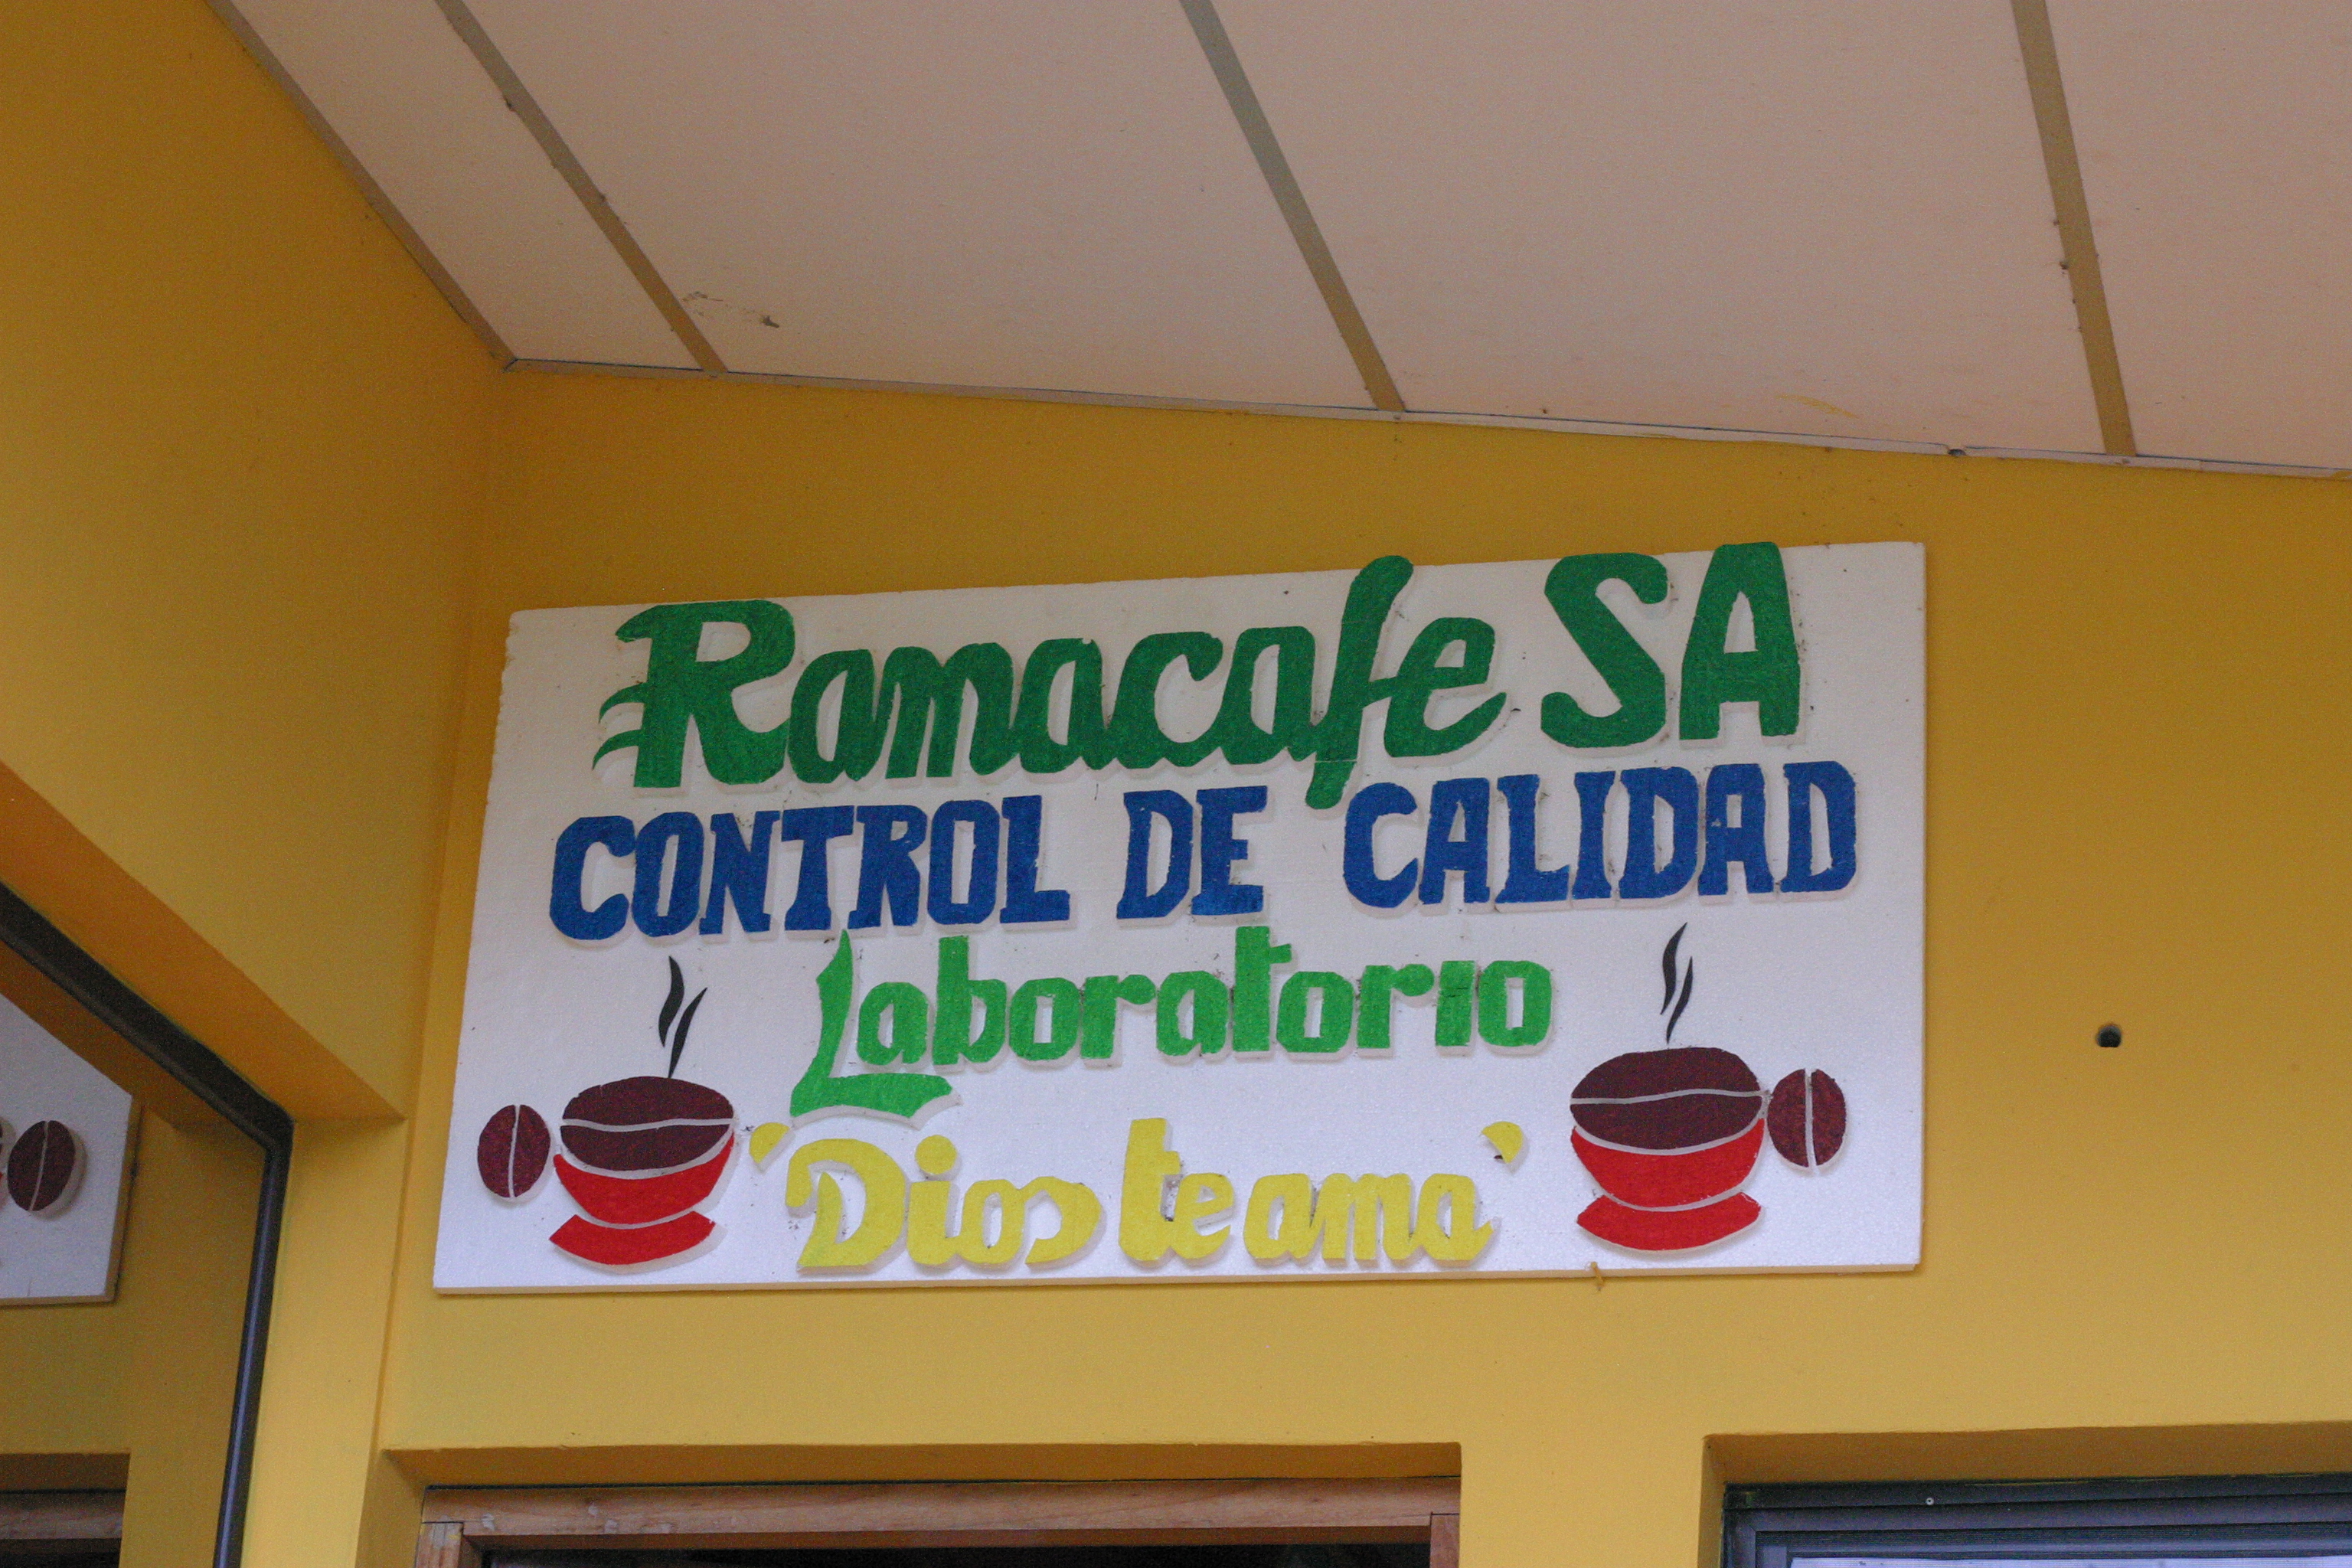 Ramacafe SA
CONTROL DE CALIDAD
Laboratorio
"Dios te ama"